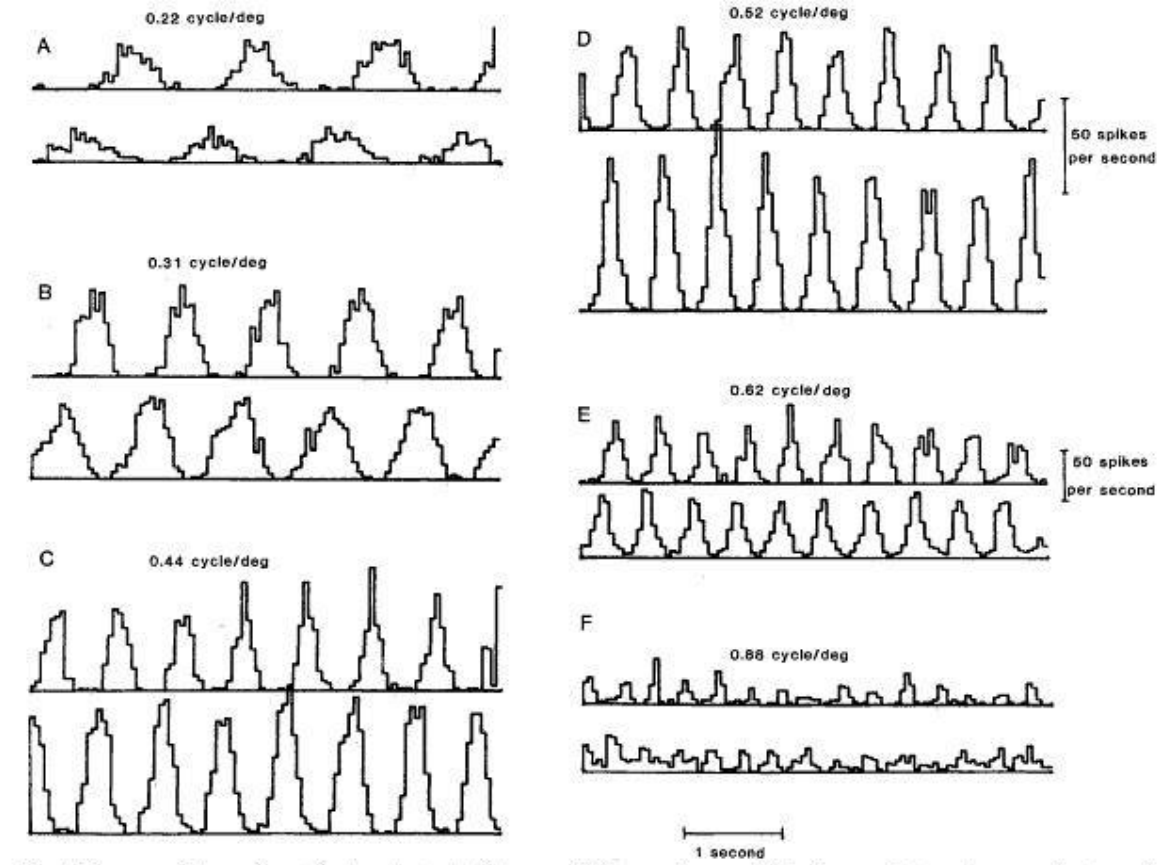 A
0.22 cycle/deg
B
0.31 cycle/deg
C
0.44 cycle/deg
D
0.52 cycle/deg
50 spikes
per second
E
0.62 cycle/deg
50 spikes
per second
F
0.88 cycle/deg
1 second